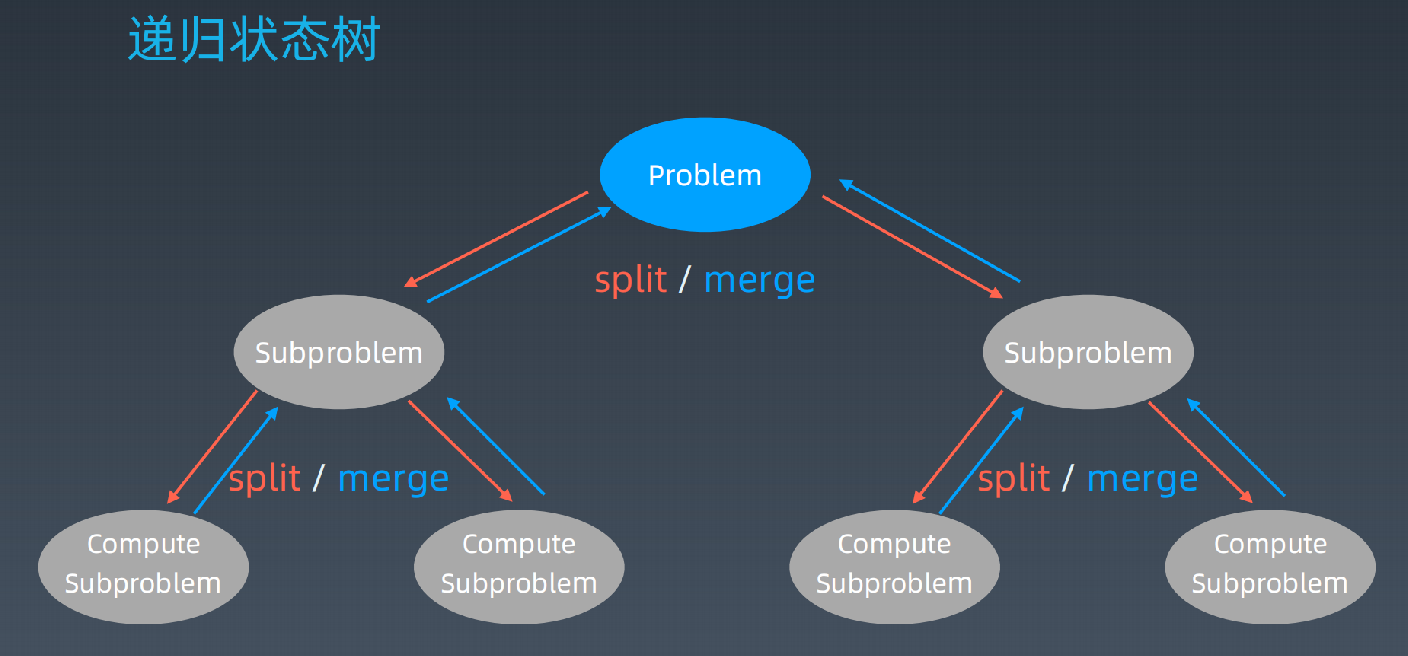 递归状态树
Problem
split / merge
Subproblem
Subproblem
split / merge
split / merge
Compute
Subproblem
Compute
Subproblem
Compute
Subproblem
Compute
Subproblem